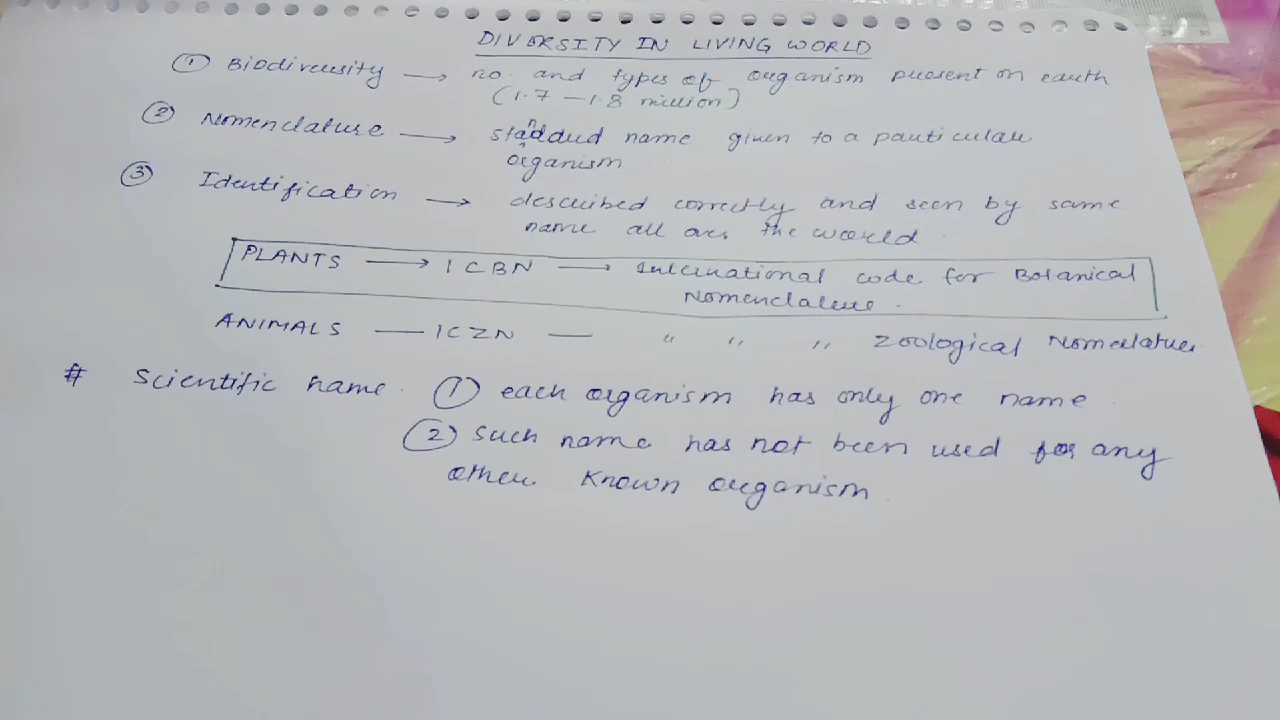 DIVERSITY IN LIVING WORLD
① Biodiversity → no. and types of organism present on earth
(1.7 – 1.8 million)
② Nomenclature → standard name given to a particular
organism
③ Identification → described correctly and seen by same
name all over the world.
PLANTS → ICBN → International code for Botanical
Nomenclature.
ANIMALS — ICZN — " " " Zoological Nomenclature
# Scientific name. ① each organism has only one name.
② such name has not been used for any
other known organism.